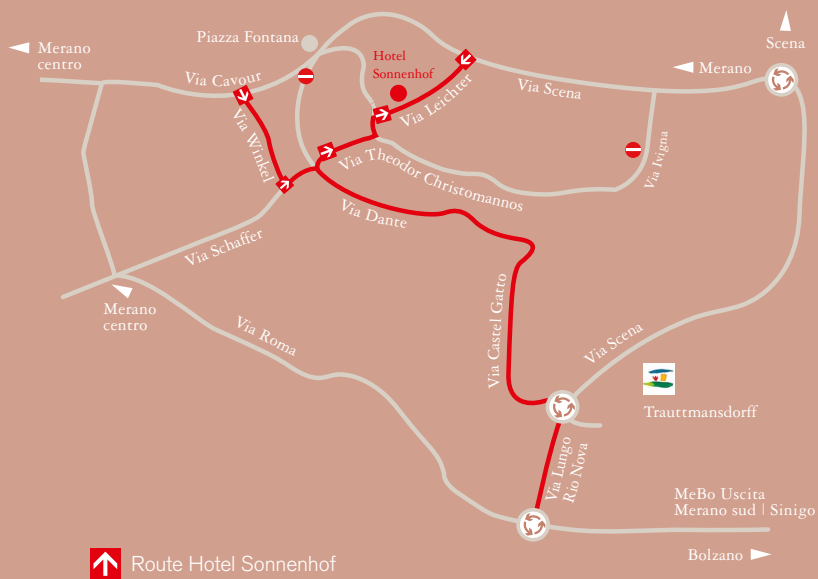 Scena
Merano
centro
Piazza Fontana
Hotel
Sonnenhof
Merano
Via Cavour
Via Scena
Via Leichter
Via Winkel
Via Theodor Christomannos
Via Ivigna
Via Dante
Via Schaffer
Via Castel Gatto
Merano
centro
Via Roma
Via Scena
Trauttmansdorff
Via Lungo
Rio Nova
MeBo Uscita
Merano sud | Sinigo
Bolzano
Route Hotel Sonnenhof